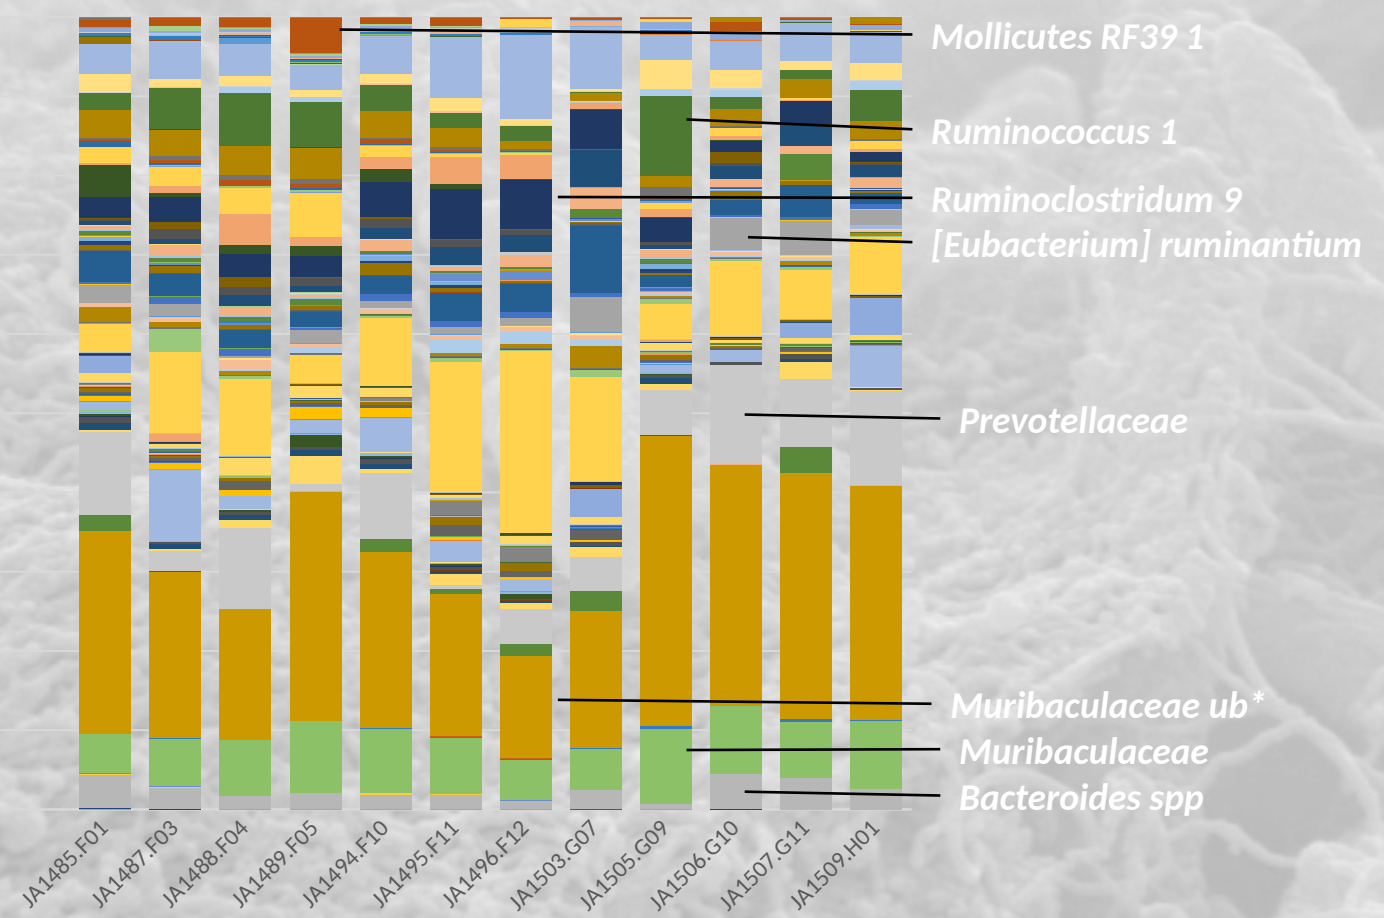 Mollicutes RF39 1
Ruminococcus 1
Ruminoclostridum 9
[Eubacterium] ruminantium
Prevotellaceae
Muribaculaceae ub*
Muribaculaceae
Bacteroides spp
JA1485.F01
JA1487.F03
JA1488.F04
JA1489.F05
JA1494.F10
JA1495.F11
JA1496.F12
JA1503.G07
JA1505.G09
JA1506.G10
JA1507.G11
JA1509.H01